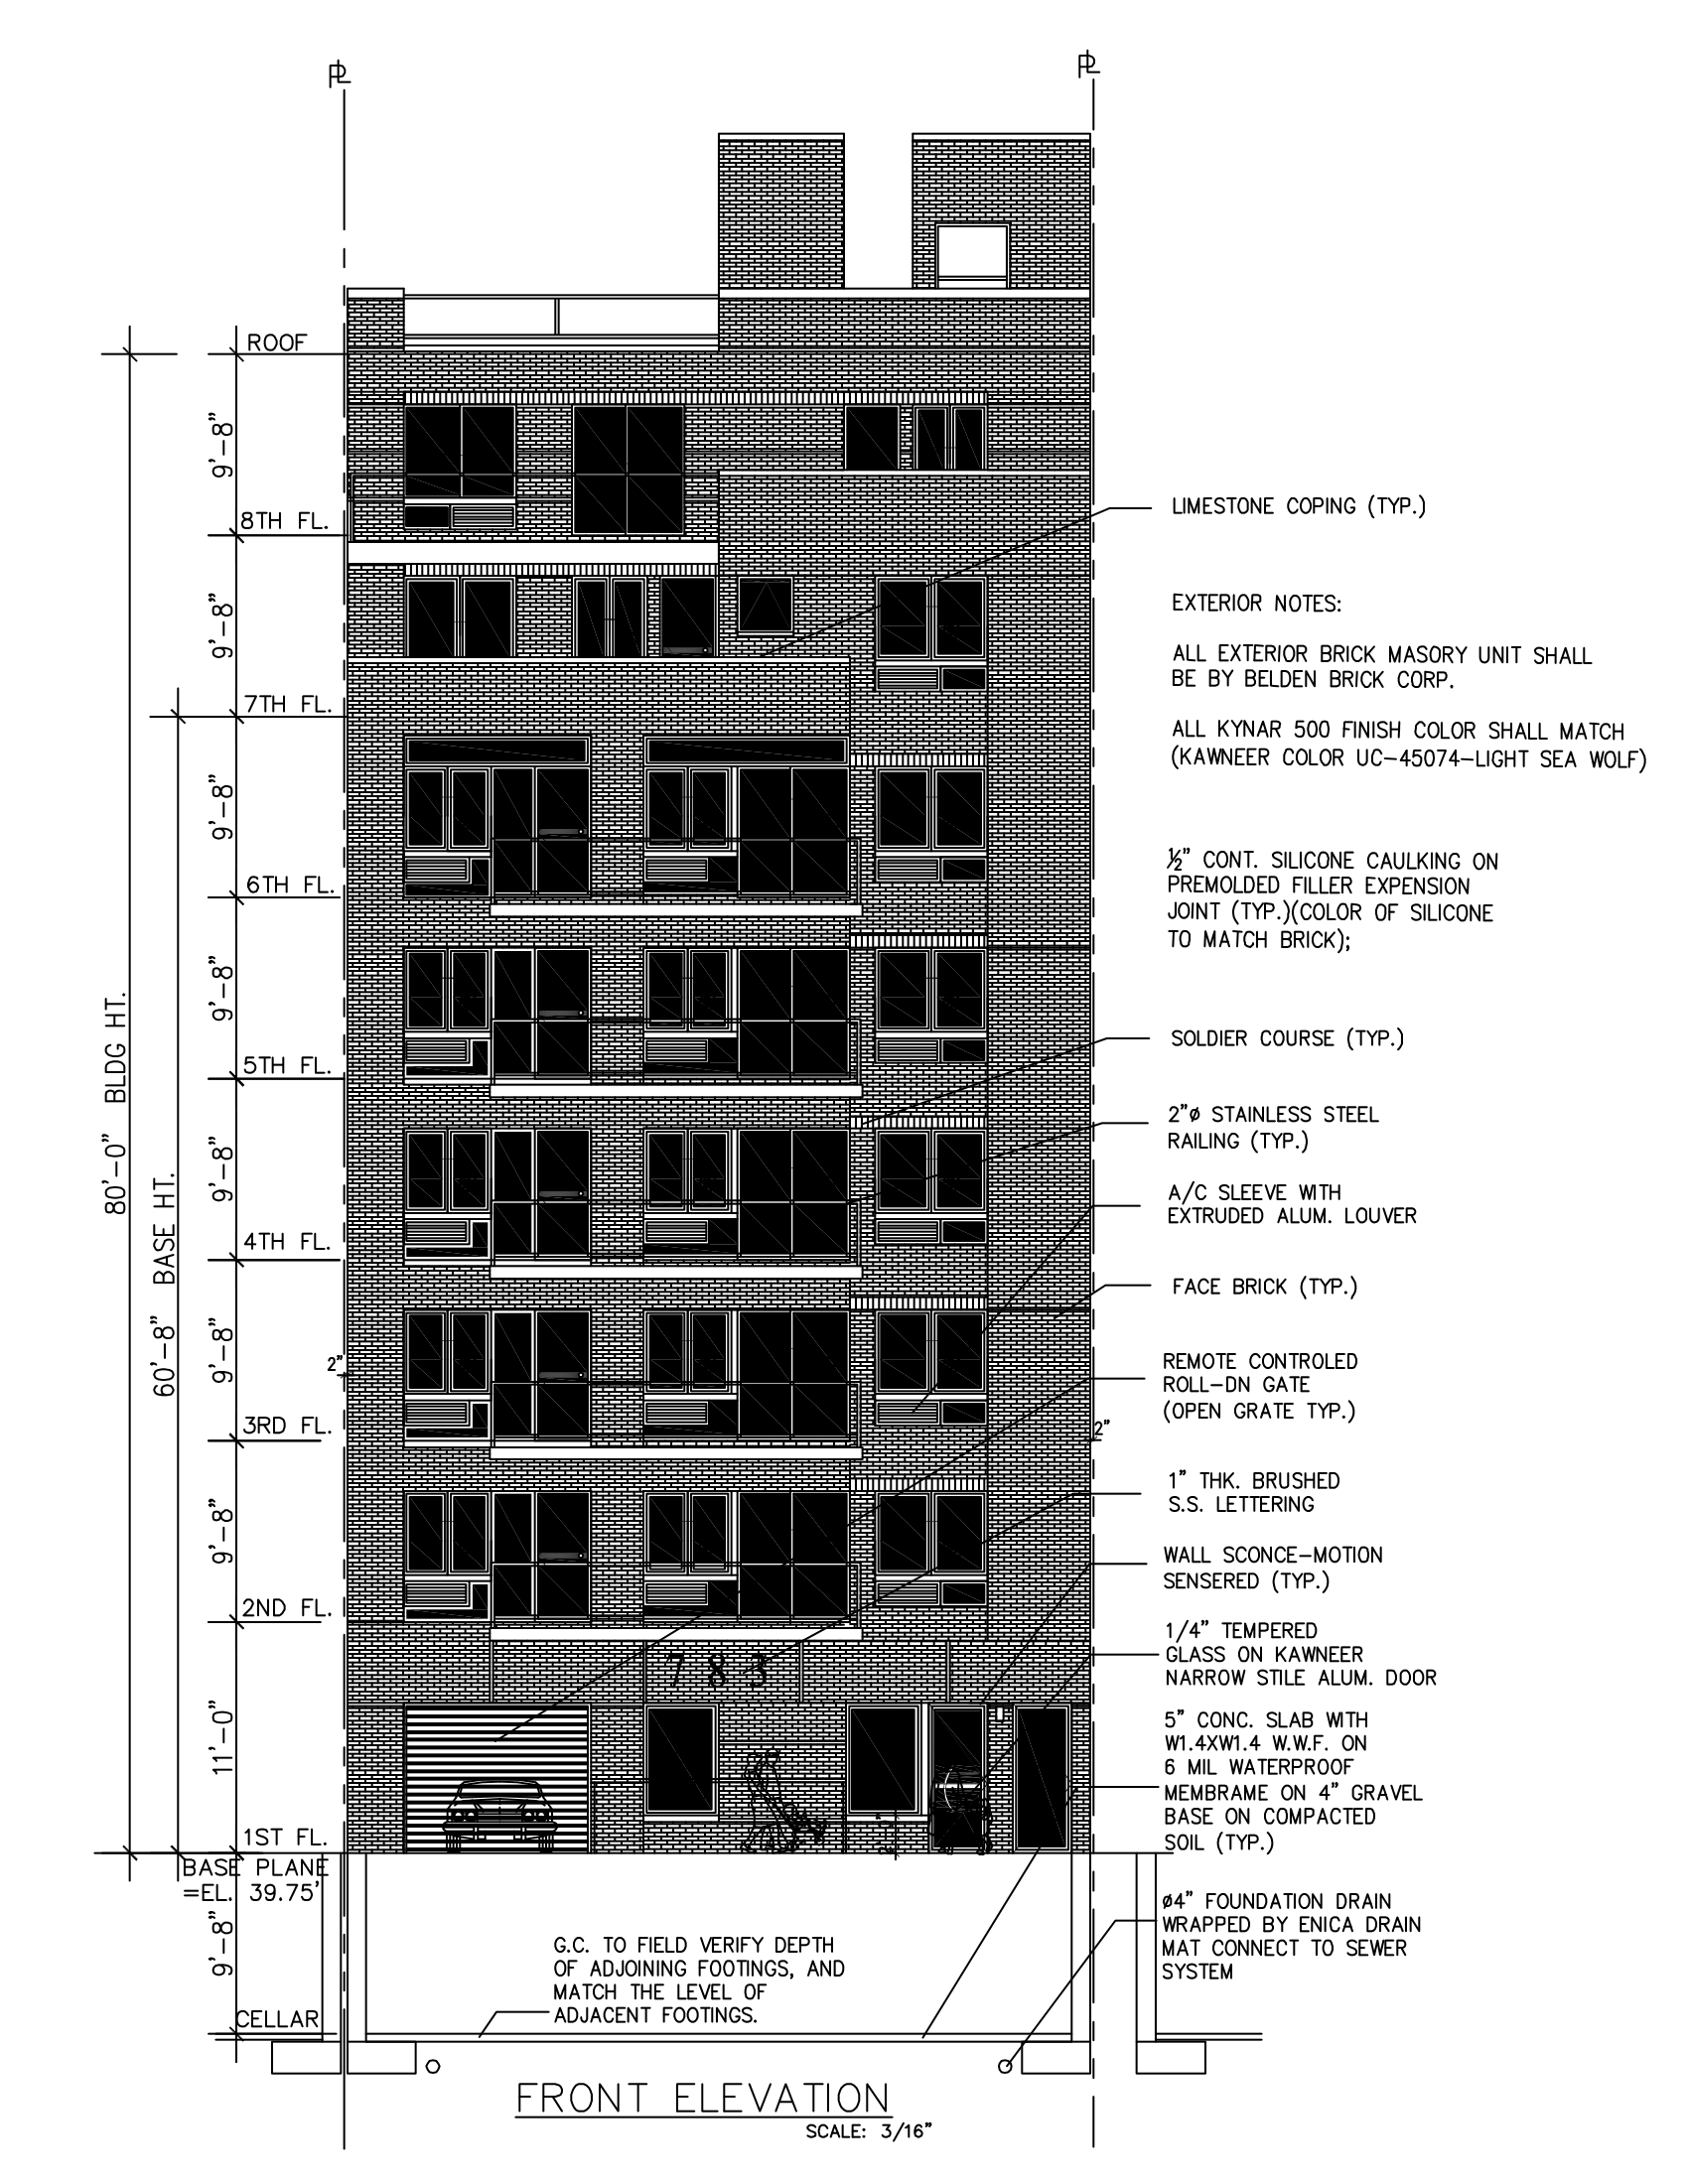 PL
PL
ROOF
9'-8"
8TH FL.
9'-8"
7TH FL.
9'-8"
6TH FL.
9'-8"
5TH FL.
9'-8"
4TH FL.
9'-8"
3RD FL.
9'-8"
2ND FL.
11'-0"
1ST FL.
BASE PLANE
=EL. 39.75'
9'-8"
CELLAR
80'-0" BLDG HT.
60'-8" BASE HT.
2"
2"
783
LIMESTONE COPING (TYP.)
EXTERIOR NOTES:
ALL EXTERIOR BRICK MASORY UNIT SHALL
BE BY BELDEN BRICK CORP.
ALL KYNAR 500 FINISH COLOR SHALL MATCH
(KAWNEER COLOR UC-45074-LIGHT SEA WOLF)
½" CONT. SILICONE CAULKING ON
PREMOLDED FILLER EXPENSION
JOINT (TYP.)(COLOR OF SILICONE
TO MATCH BRICK);
SOLDIER COURSE (TYP.)
2"ø STAINLESS STEEL
RAILING (TYP.)
A/C SLEEVE WITH
EXTRUDED ALUM. LOUVER
FACE BRICK (TYP.)
REMOTE CONTROLED
ROLL-DN GATE
(OPEN GRATE TYP.)
1" THK. BRUSHED
S.S. LETTERING
WALL SCONCE-MOTION
SENSERED (TYP.)
1/4" TEMPERED
GLASS ON KAWNEER
NARROW STILE ALUM. DOOR
5" CONC. SLAB WITH
W1.4XW1.4 W.W.F. ON
6 MIL WATERPROOF
MEMBRAME ON 4" GRAVEL
BASE ON COMPACTED
SOIL (TYP.)
ø4" FOUNDATION DRAIN
WRAPPED BY ENICA DRAIN
MAT CONNECT TO SEWER
SYSTEM
G.C. TO FIELD VERIFY DEPTH
OF ADJOINING FOOTINGS, AND
MATCH THE LEVEL OF
ADJACENT FOOTINGS.
FRONT ELEVATION
SCALE: 3/16"